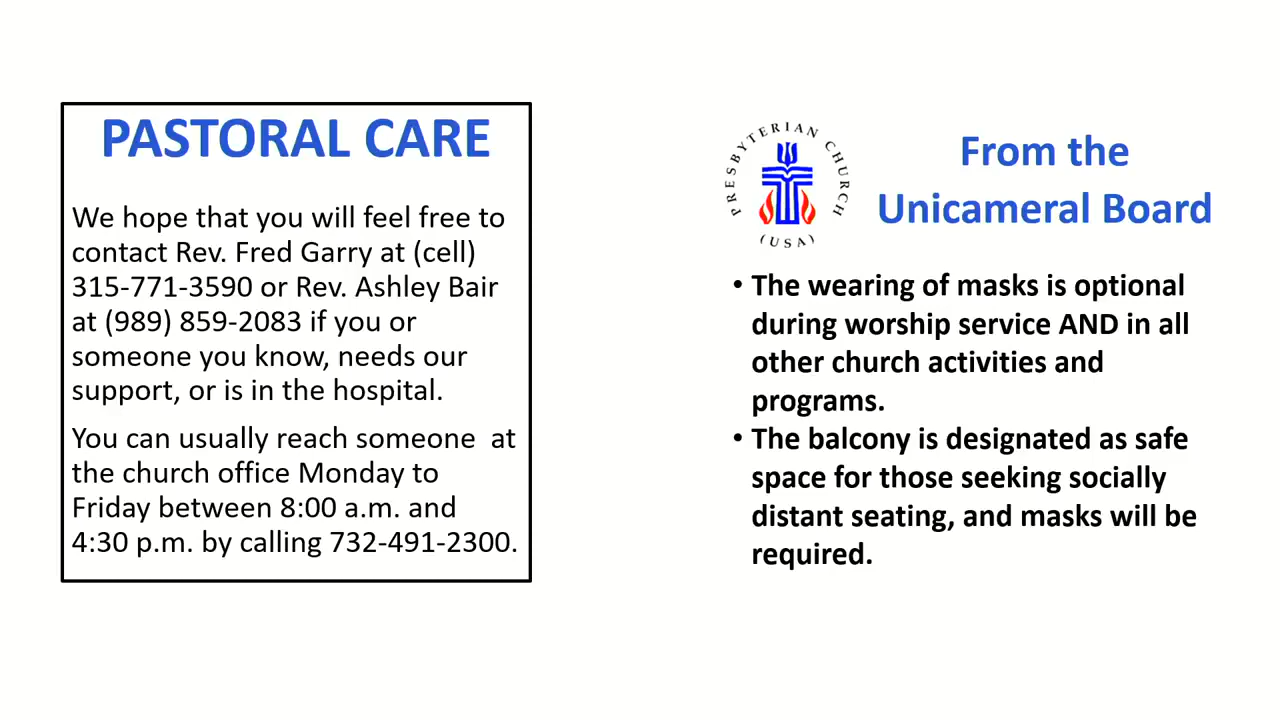 PASTORAL CARE
We hope that you will feel free to
contact Rev. Fred Garry at (cell)
315-771-3590 or Rev. Ashley Bair
at (989) 859-2083 if you or
someone you know, needs our
support, or is in the hospital.
You can usually reach someone  at
the church office Monday to
Friday between 8:00 a.m. and
4:30 p.m. by calling 732-491-2300.
PRESBYTERIAN CHURCH
(USA)
From the
Unicameral Board
• The wearing of masks is optional
during worship service AND in all
other church activities and
programs.
• The balcony is designated as safe
space for those seeking socially
distant seating, and masks will be
required.